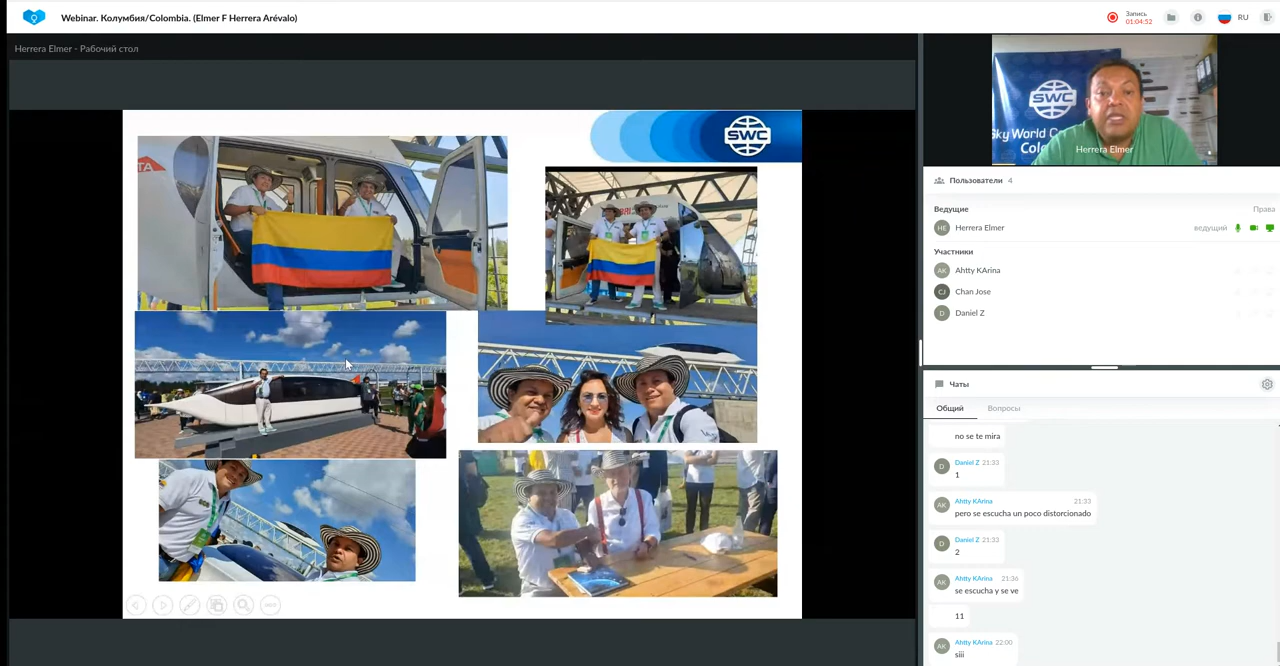 Webinar. Колумбия/Colombia. (Elmer F Herrera Arévalo)
Запись
01:04:52
RU
Herrera Elmer - Рабочий стол
SWC
SWC
Sky World C
Herrera Elmer
Пользователи 4
Ведущие
Права
HE
Herrera Elmer
ведущий
Участники
AK
Ahtty KArina
CJ
Chan Jose
D
Daniel Z
Чаты
Общий
Вопросы
no se te mira
D
Daniel Z 21:33
1
AK
Ahtty KArina 21:33
pero se escucha un poco distorcionado
D
Daniel Z 21:33
2
AK
Ahtty KArina 21:36
se escucha y se ve
11
AK
Ahtty KArina 22:00
siii